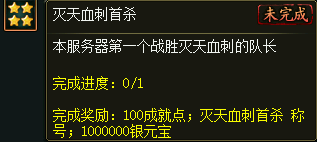 灭天血刺首杀 未完成
本服务器第一个战胜灭天血刺的队长
完成进度：0/1
完成奖励：100成就点；灭天血刺首杀 称
号；1000000银元宝